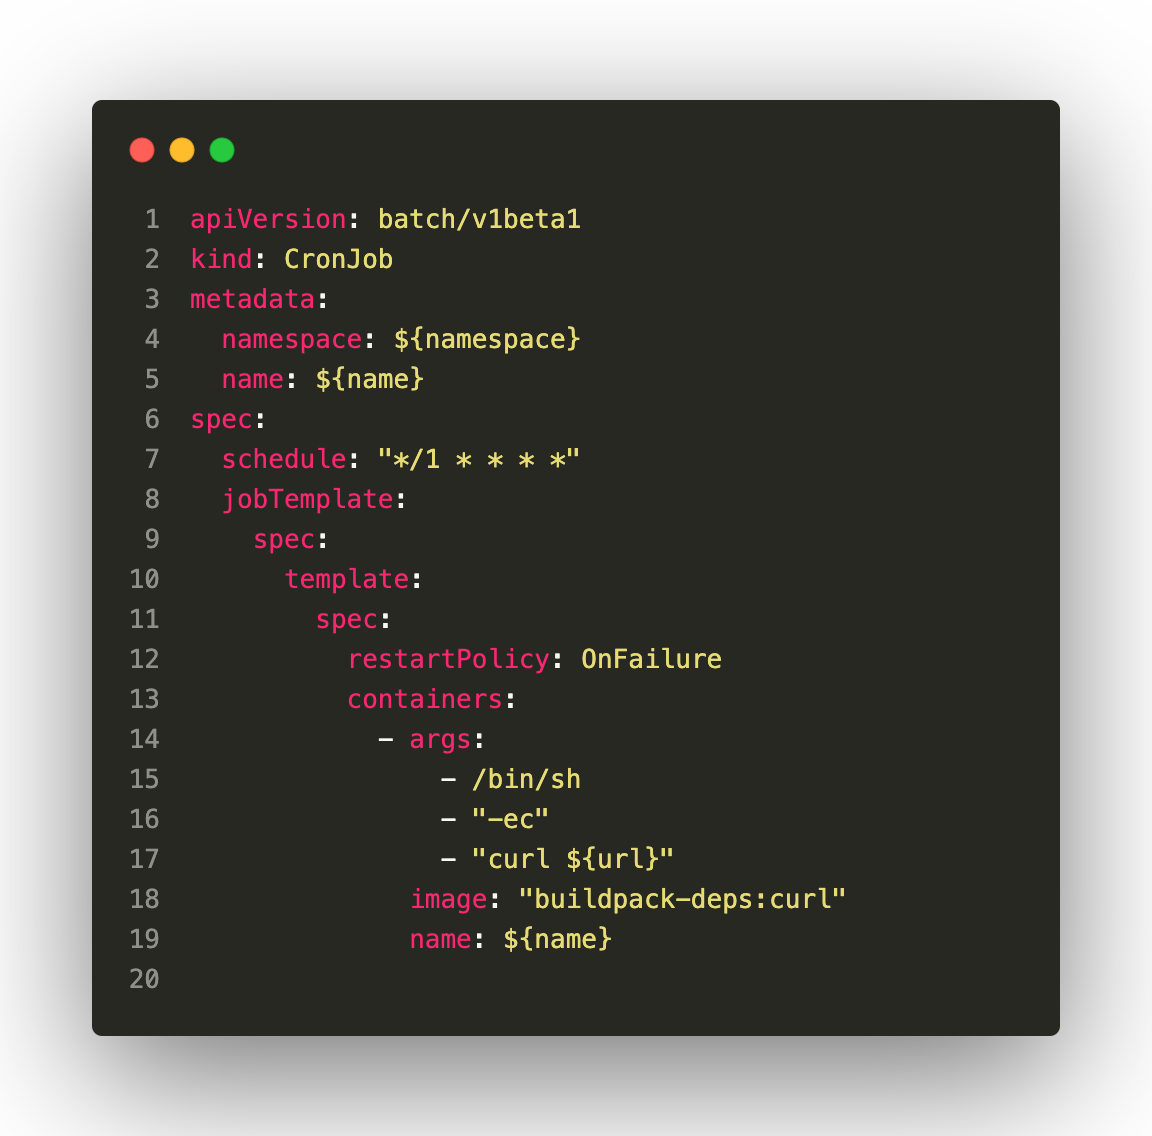 1 apiVersion: batch/v1beta1
2 kind: CronJob
3 metadata:
4   namespace: ${namespace}
5   name: ${name}
6 spec:
7   schedule: "*/1 * * * *"
8   jobTemplate:
9     spec:
10       template:
11         spec:
12           restartPolicy: OnFailure
13           containers:
14             - args:
15                 - /bin/sh
16                 - "-ec"
17                 - "curl ${url}"
18               image: "buildpack-deps:curl"
19               name: ${name}
20